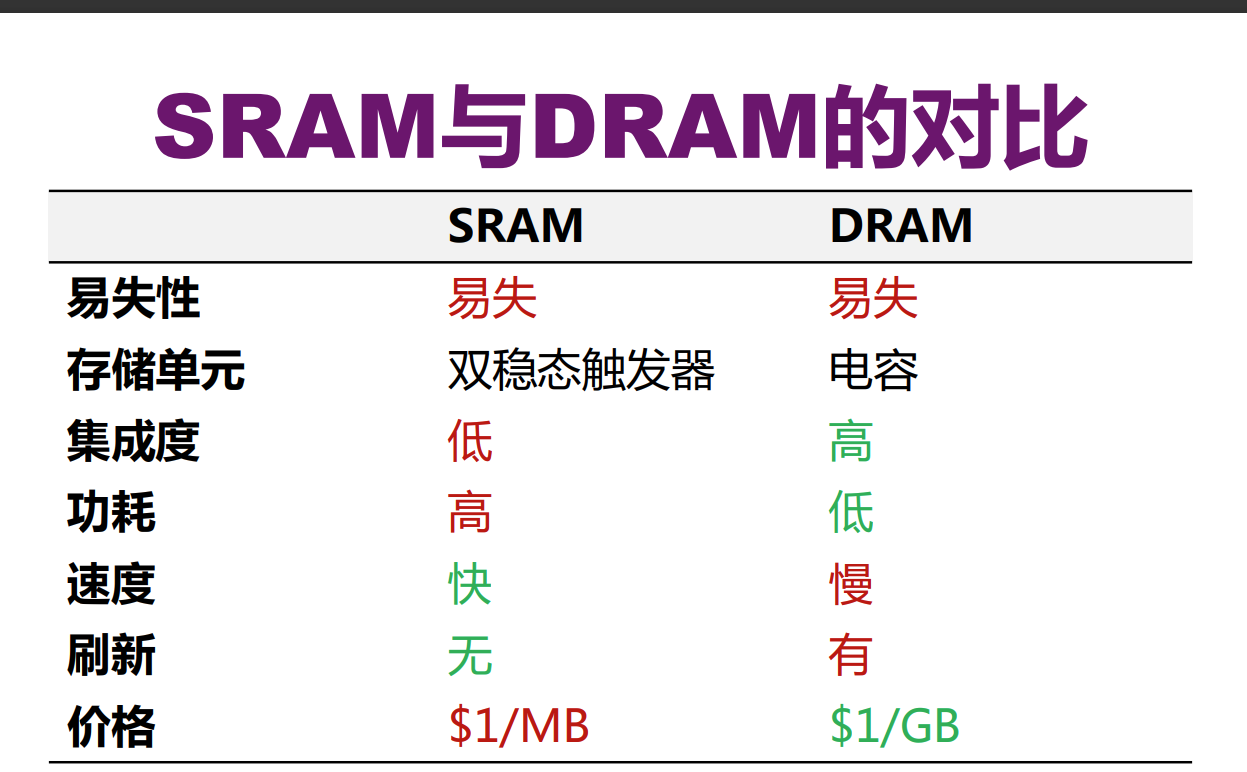 SRAM与DRAM的对比
SRAM DRAM
易失性 易失 易失
存储单元 双稳态触发器 电容
集成度 低 高
功耗 高 低
速度 快 慢
刷新 无 有
价格 $1/MB $1/GB